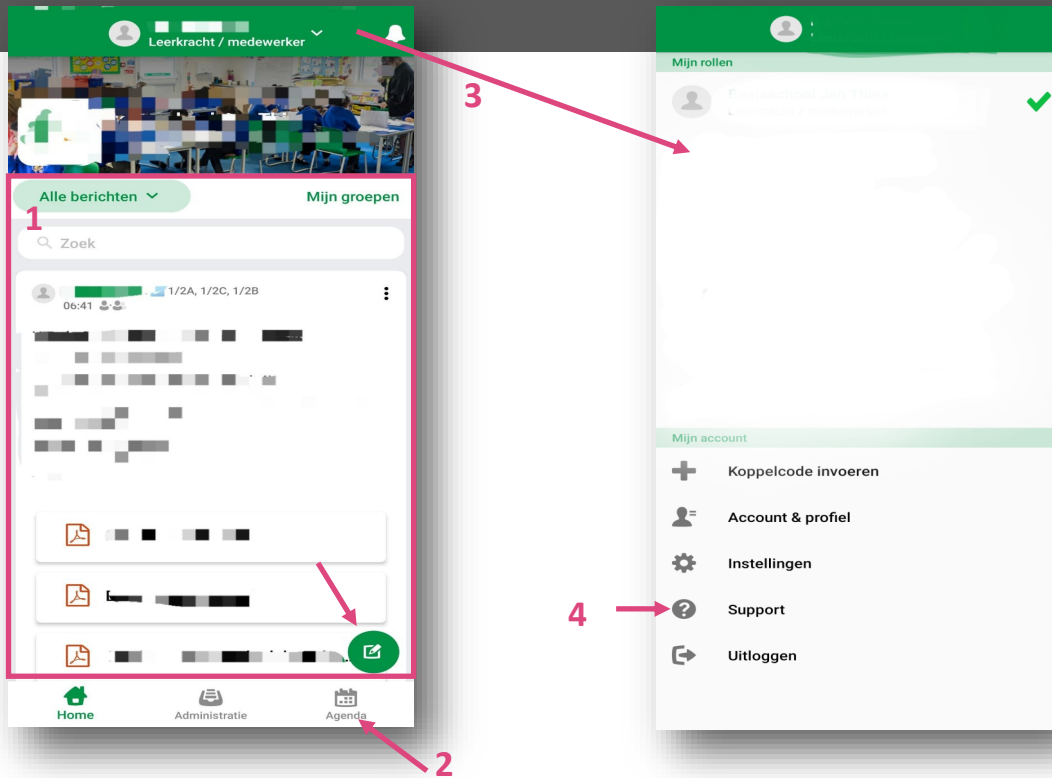 Leerkracht / medewerker
3
Alle berichten
Mijn groepen
1
Zoek
1/2A, 1/2C, 1/2B
06:41
Home
Administratie
Agenda
2
Mijn rollen
Mijn account
Koppelcode invoeren
Account & profiel
Instellingen
4
Support
Uitloggen